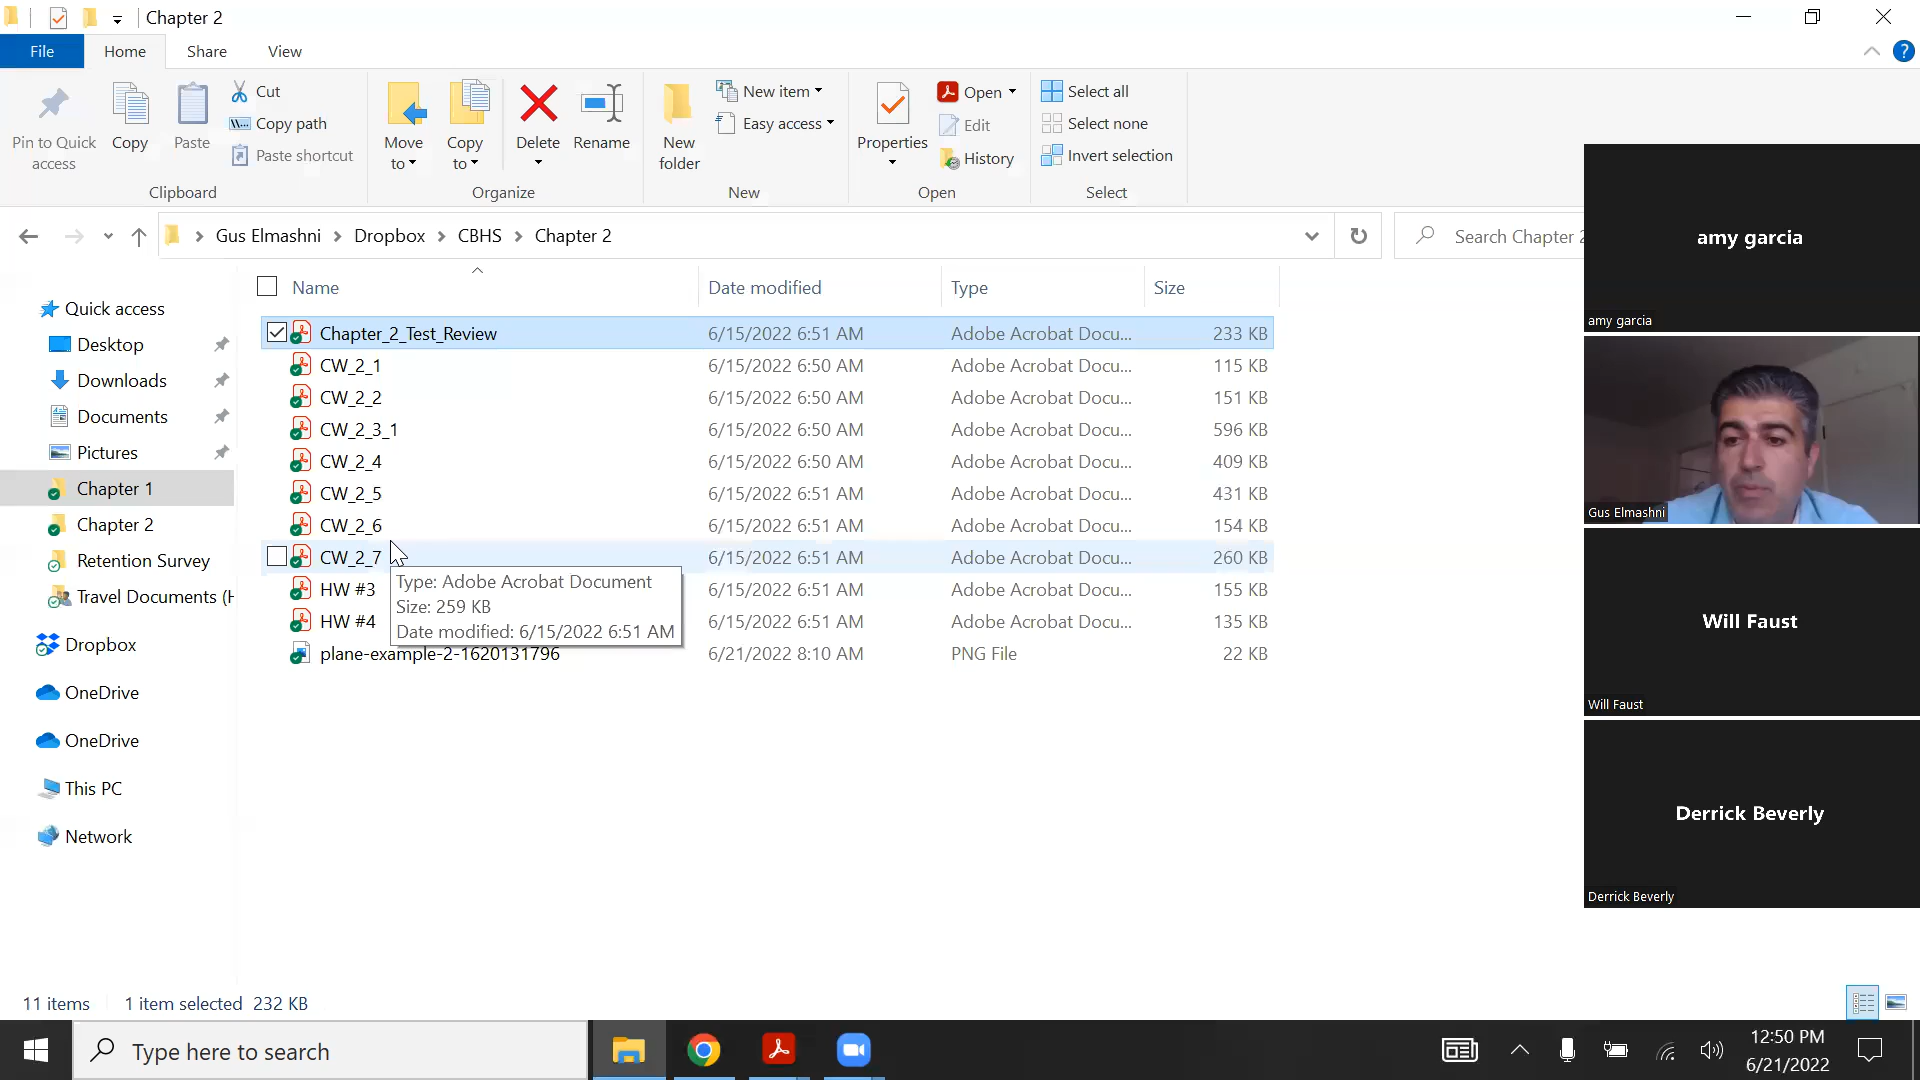 Chapter 2
File
Home
Share
View
Pin to Quick access
Copy
Paste
Cut
Copy path
Paste shortcut
Clipboard
Move to
Copy to
Delete
Rename
Organize
New folder
New item
Easy access
New
Properties
Open
Edit
History
Open
Select all
Select none
Invert selection
Select
Gus Elmashni > Dropbox > CBHS > Chapter 2
Search Chapter 2
Quick access
Desktop
Downloads
Documents
Pictures
Chapter 1
Chapter 2
Retention Survey
Travel Documents (H
Dropbox
OneDrive
OneDrive
This PC
Network
Name Date modified Type Size
Chapter_2_Test_Review 6/15/2022 6:51 AM Adobe Acrobat Docu... 233 KB
CW_2_1 6/15/2022 6:50 AM Adobe Acrobat Docu... 115 KB
CW_2_2 6/15/2022 6:50 AM Adobe Acrobat Docu... 151 KB
CW_2_3_1 6/15/2022 6:50 AM Adobe Acrobat Docu... 596 KB
CW_2_4 6/15/2022 6:50 AM Adobe Acrobat Docu... 409 KB
CW_2_5 6/15/2022 6:51 AM Adobe Acrobat Docu... 431 KB
CW_2_6 6/15/2022 6:51 AM Adobe Acrobat Docu... 154 KB
CW_2_7 6/15/2022 6:51 AM Adobe Acrobat Docu... 260 KB
HW #3 6/15/2022 6:51 AM Adobe Acrobat Docu... 155 KB
HW #4 6/15/2022 6:51 AM Adobe Acrobat Docu... 135 KB
plane-example-2-1620131796 6/21/2022 8:10 AM PNG File 22 KB
Type: Adobe Acrobat Document
Size: 259 KB
Date modified: 6/15/2022 6:51 AM
amy garcia
amy garcia
Gus Elmashni
Will Faust
Will Faust
Derrick Beverly
Derrick Beverly
11 items 1 item selected 232 KB
Type here to search
12:50 PM
6/21/2022